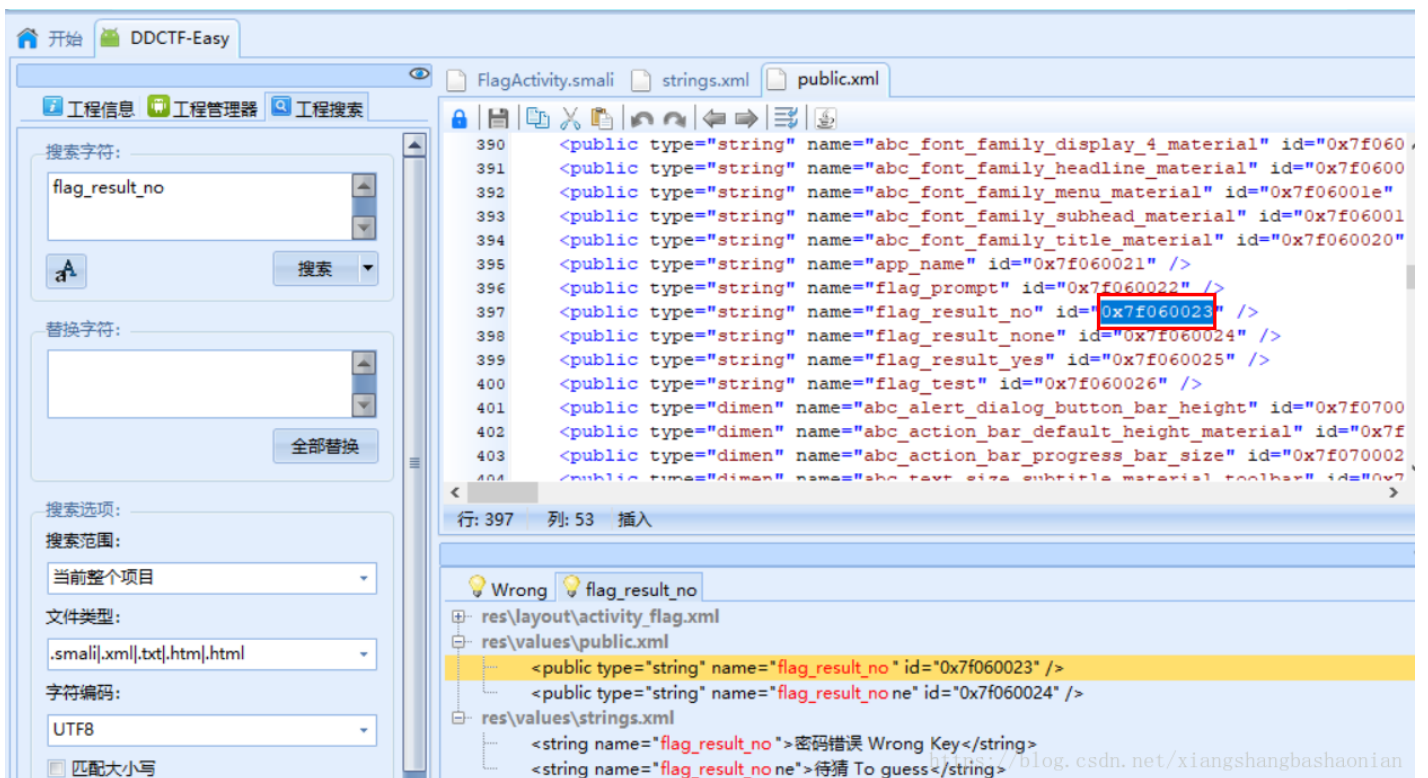 开始 DDCTF-Easy
工程信息 工程管理器 工程搜索
搜索字符:
flag_result_no
aA
搜索
替换字符:
全部替换
搜索选项:
搜索范围:
当前整个项目
文件类型:
.smali|.xml|.txt|.htm|.html
字符编码:
UTF8
匹配大小写
FlagActivity.smali strings.xml public.xml
390 <public type="string" name="abc_font_family_display_4_material" id="0x7f060
391 <public type="string" name="abc_font_family_headline_material" id="0x7f0600
392 <public type="string" name="abc_font_family_menu_material" id="0x7f06001e"
393 <public type="string" name="abc_font_family_subhead_material" id="0x7f06001
394 <public type="string" name="abc_font_family_title_material" id="0x7f060020"
395 <public type="string" name="app_name" id="0x7f060021" />
396 <public type="string" name="flag_prompt" id="0x7f060022" />
397 <public type="string" name="flag_result_no" id="0x7f060023" />
398 <public type="string" name="flag_result_none" id="0x7f060024" />
399 <public type="string" name="flag_result_yes" id="0x7f060025" />
400 <public type="string" name="flag_test" id="0x7f060026" />
401 <public type="dimen" name="abc_alert_dialog_button_bar_height" id="0x7f0700
402 <public type="dimen" name="abc_action_bar_default_height_material" id="0x7f
403 <public type="dimen" name="abc_action_bar_progress_bar_size" id="0x7f070002
404 <public type="dimen" name="abc_text_size_subtitle_material_toolbar" id="0x7
行: 397 列: 53 插入
Wrong flag_result_no
res\layout\activity_flag.xml
res\values\public.xml
<public type="string" name="flag_result_no" id="0x7f060023" />
<public type="string" name="flag_result_none" id="0x7f060024" />
res\values\strings.xml
<string name="flag_result_no">密码错误 Wrong Key</string>
<string name="flag_result_none">待猜 To guess</string>
https://blog.csdn.net/xiangshangbashaonian